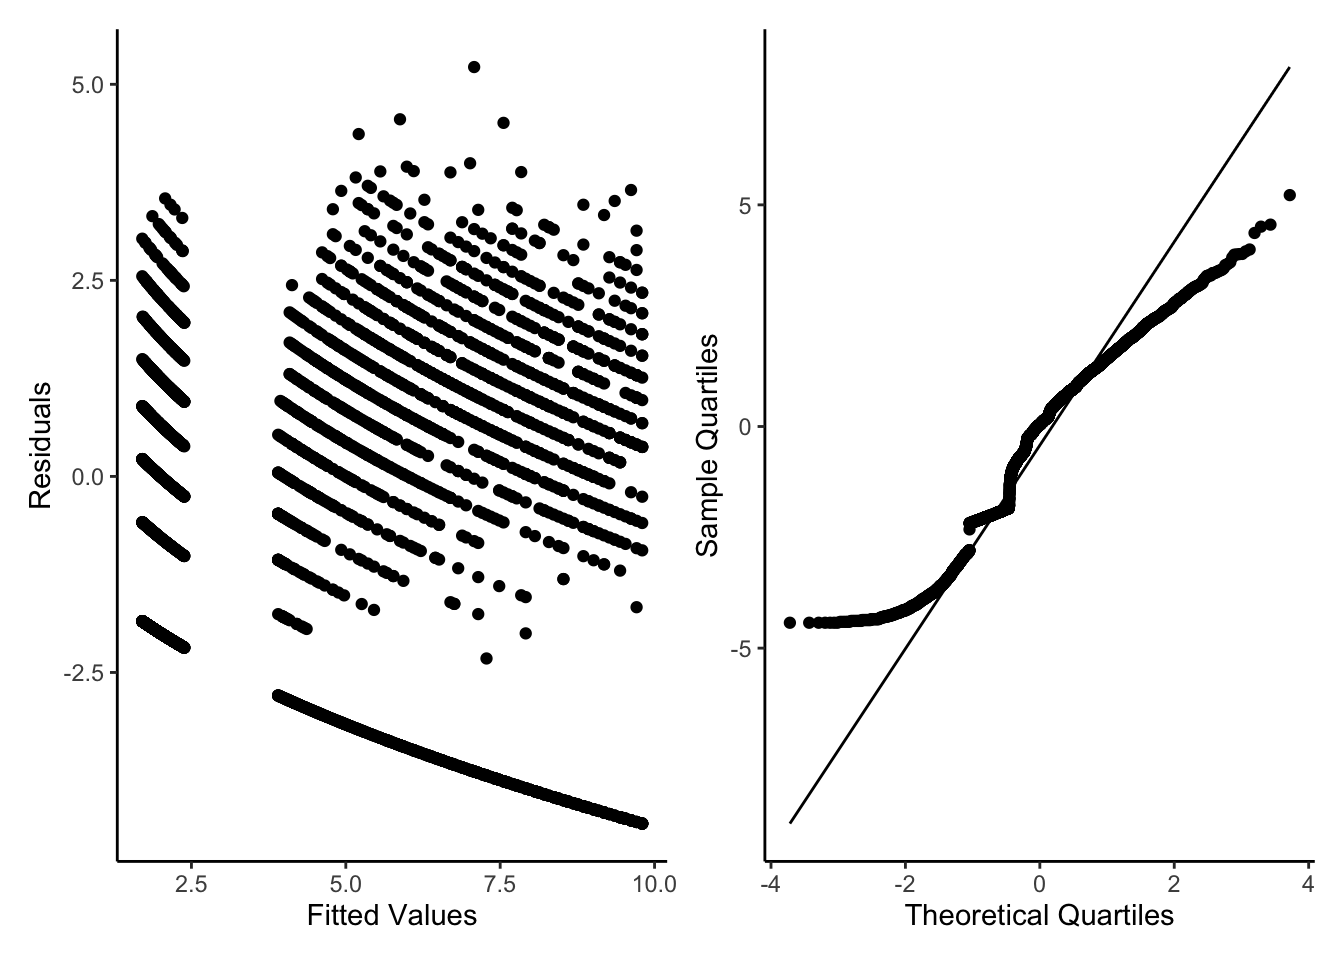 5.0
2.5
0.0
-2.5
Residuals
2.5 5.0 7.5 10.0
Fitted Values
5
0
-5
Sample Quartiles
-4 -2 0 2 4
Theoretical Quartiles